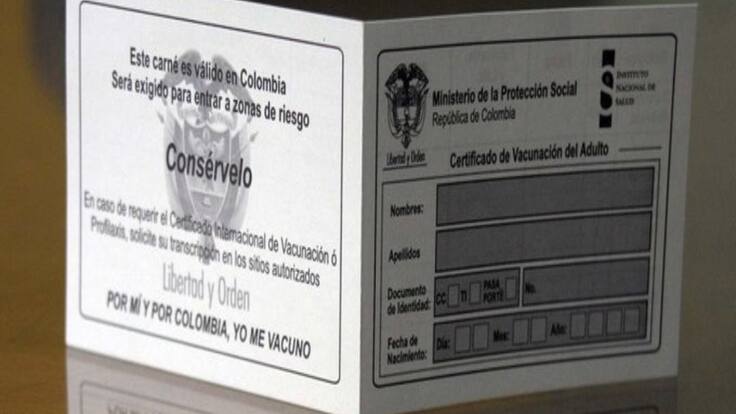 Este carné es válido en Colombia
Será exigido para entrar a zonas de riesgo
Consérvelo
En caso de requerir el Certificado Internacional de Vacunación ó
Profilaxis, solicite su transcripción en los sitios autorizados
Libertad y Orden
POR MÍ Y POR COLOMBIA, YO ME VACUNO
Libertad y Orden
Ministerio de la Protección Social
República de Colombia
INSTITUTO
NACIONAL DE
SALUD
Certificado de Vacunación del Adulto
Nombres:
Apellidos
Documento
de Identidad:
CC
TI
PASA
PORTE
No.
Fecha de
Nacimiento:
Día:
Mes:
Año: